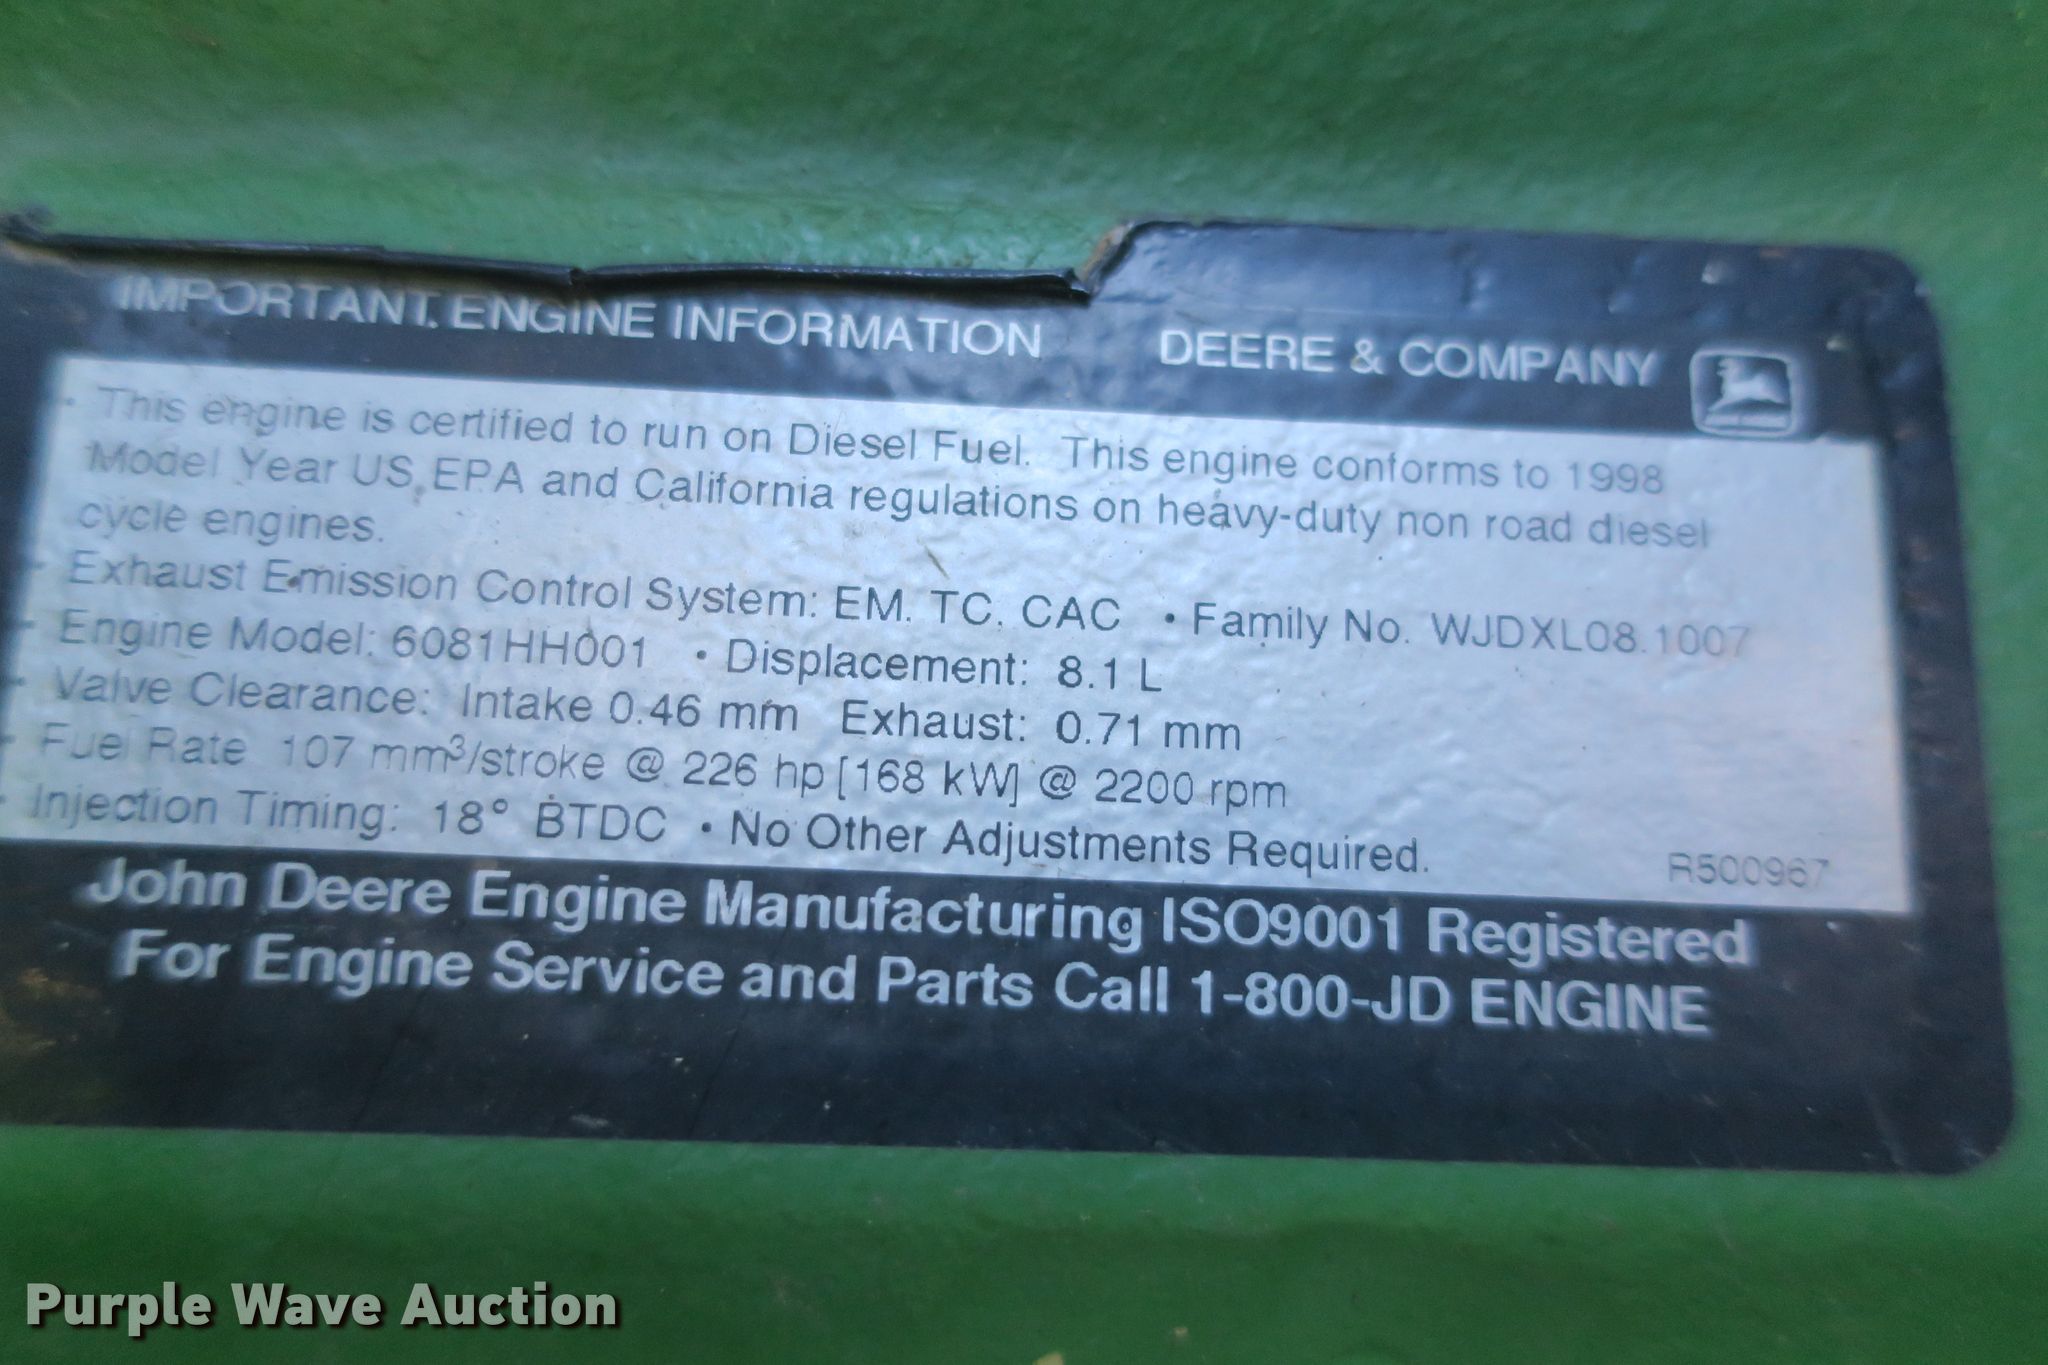 IMPORTANT ENGINE INFORMATION DEERE & COMPANY
• This engine is certified to run on Diesel Fuel. This engine conforms to 1998
Model Year US EPA and California regulations on heavy-duty non road diesel
cycle engines.
• Exhaust Emission Control System: EM. TC. CAC • Family No. WJDXL08.1007
• Engine Model: 6081HH001 • Displacement: 8.1 L
• Valve Clearance: Intake 0.46 mm Exhaust: 0.71 mm
• Fuel Rate 107 mm³/stroke @ 226 hp [168 kW] @ 2200 rpm
• Injection Timing: 18° BTDC • No Other Adjustments Required. R500967
John Deere Engine Manufacturing ISO9001 Registered
For Engine Service and Parts Call 1-800-JD ENGINE
Purple Wave Auction